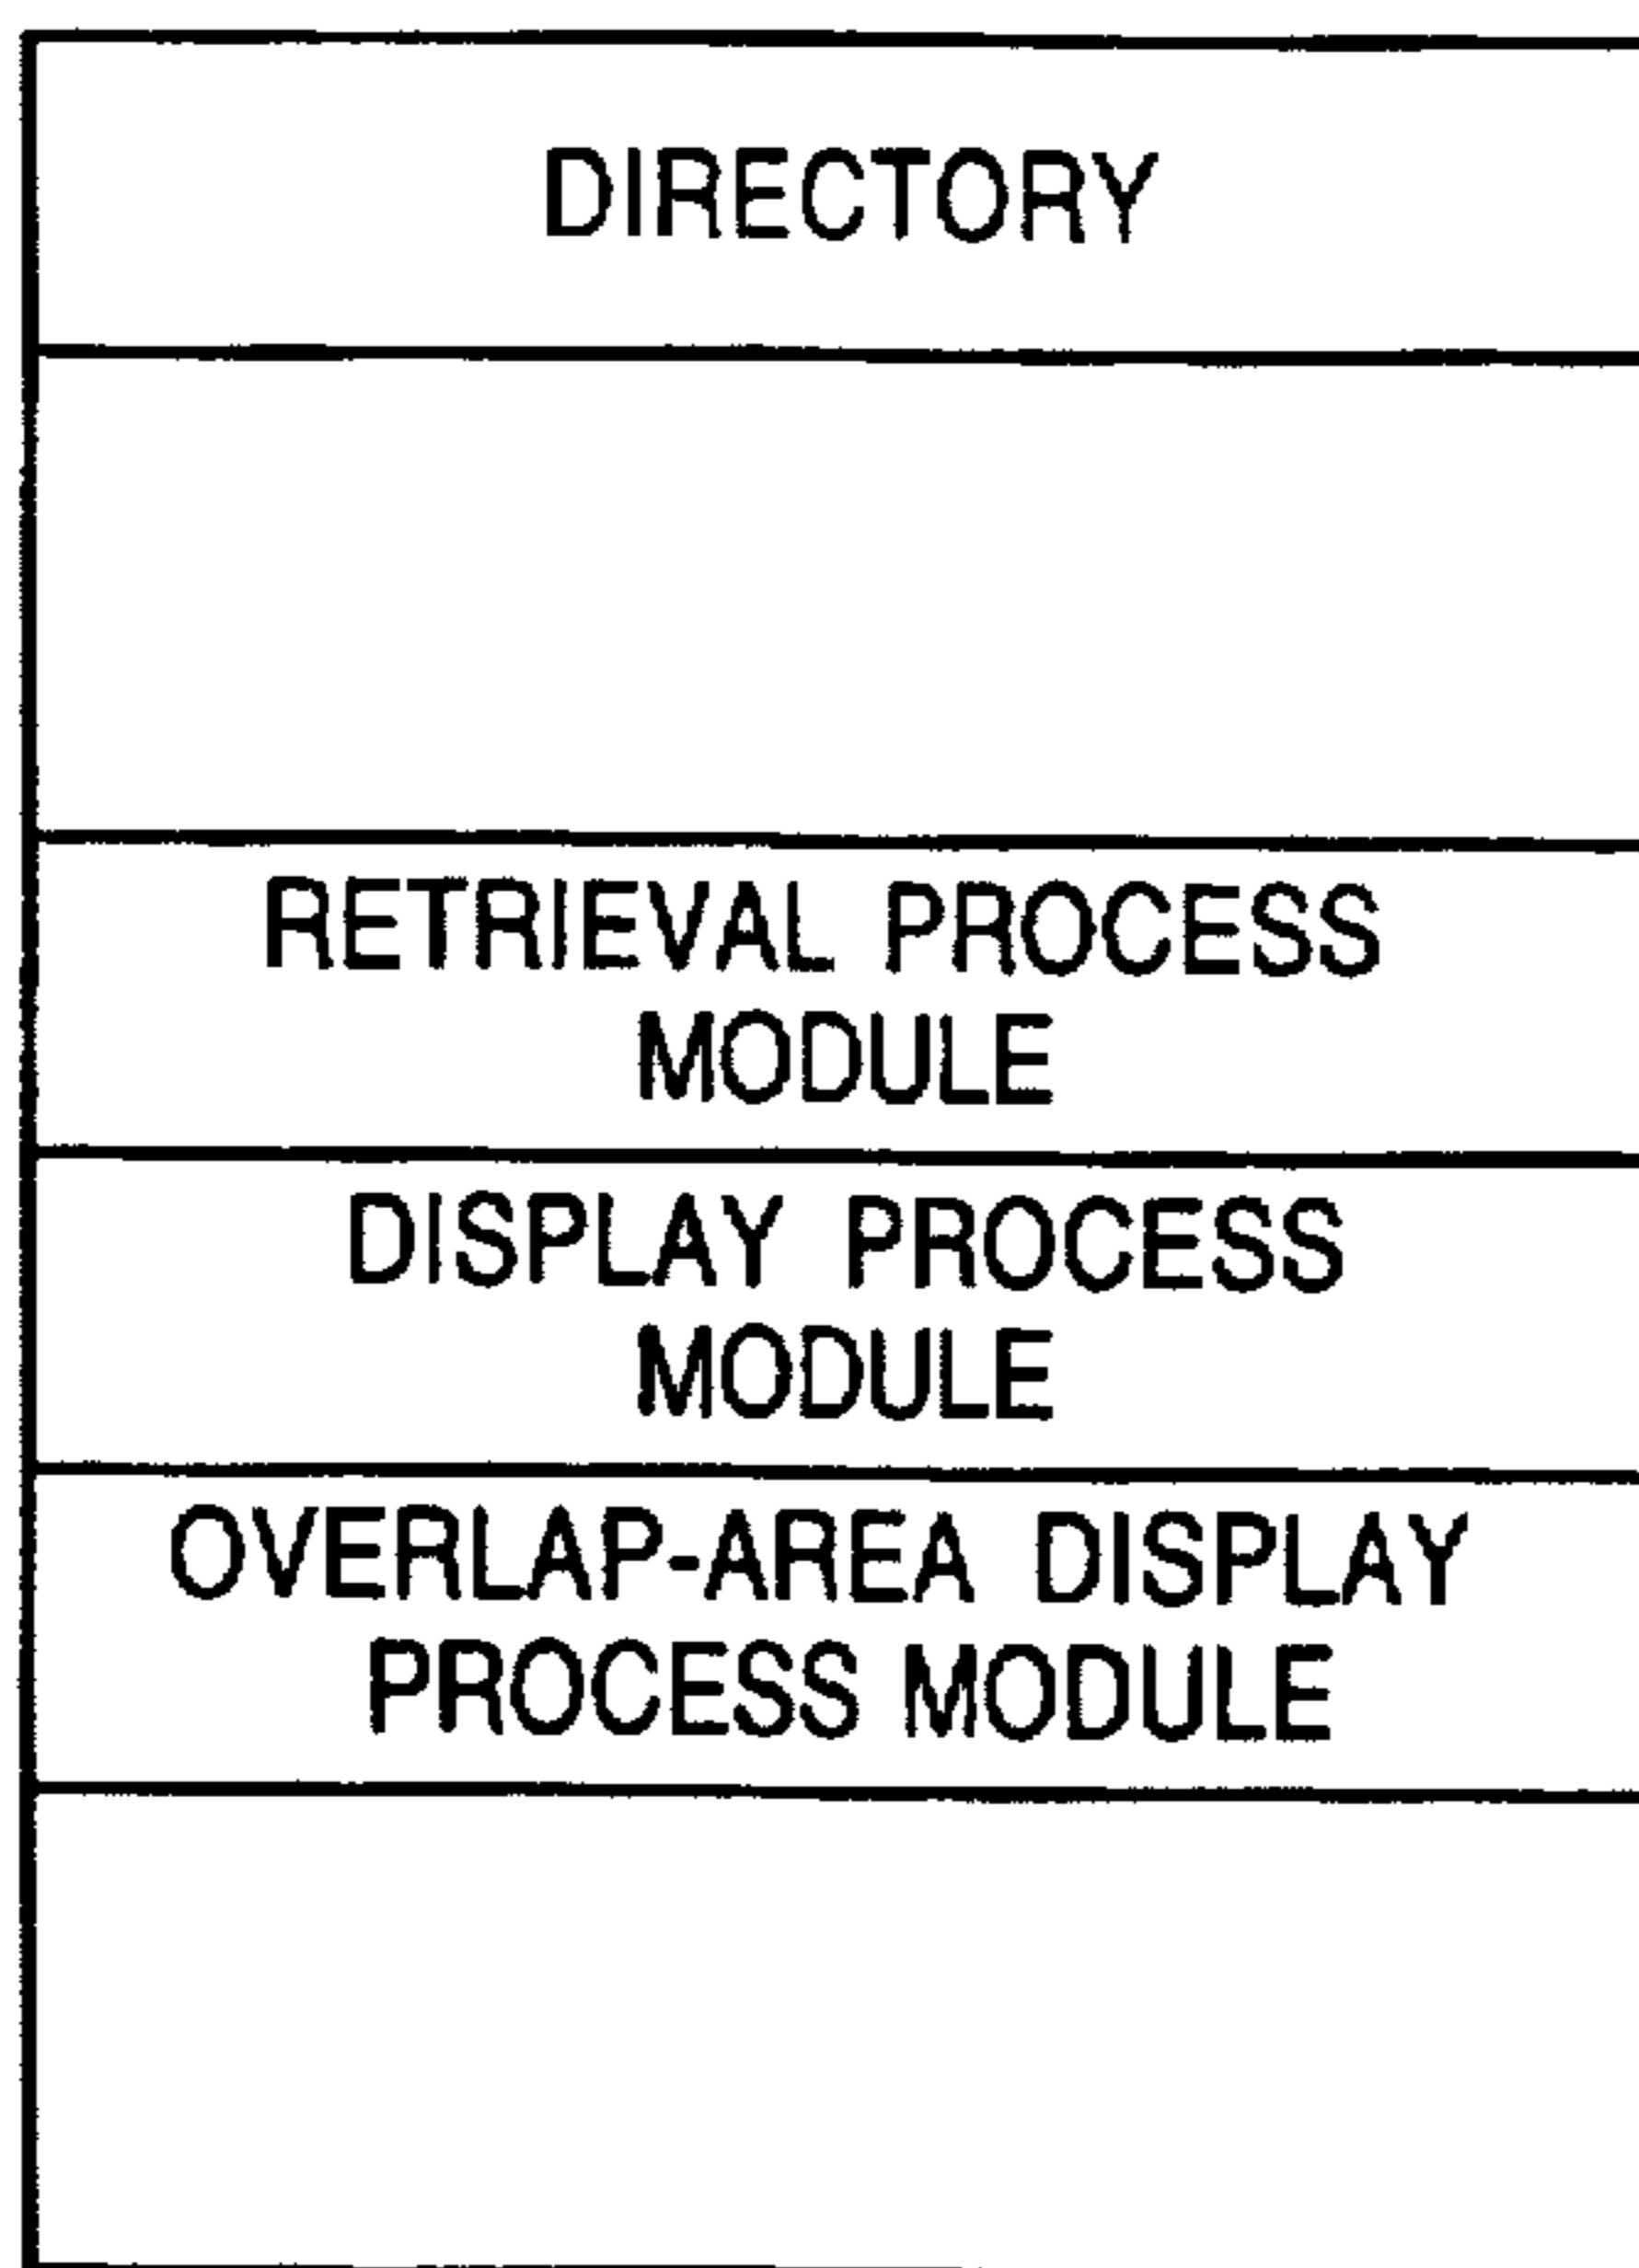 DIRECTORY
RETRIEVAL PROCESS
MODULE
DISPLAY PROCESS
MODULE
OVERLAP-AREA DISPLAY
PROCESS MODULE